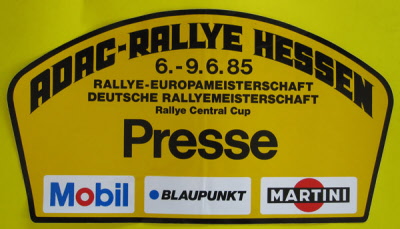 ADAC-RALLYE HESSEN
6.-9.6.85
RALLYE-EUROPAMEISTERSCHAFT
DEUTSCHE RALLYEMEISTERSCHAFT
Rallye Central Cup
Presse
Mobil BLAUPUNKT MARTINI